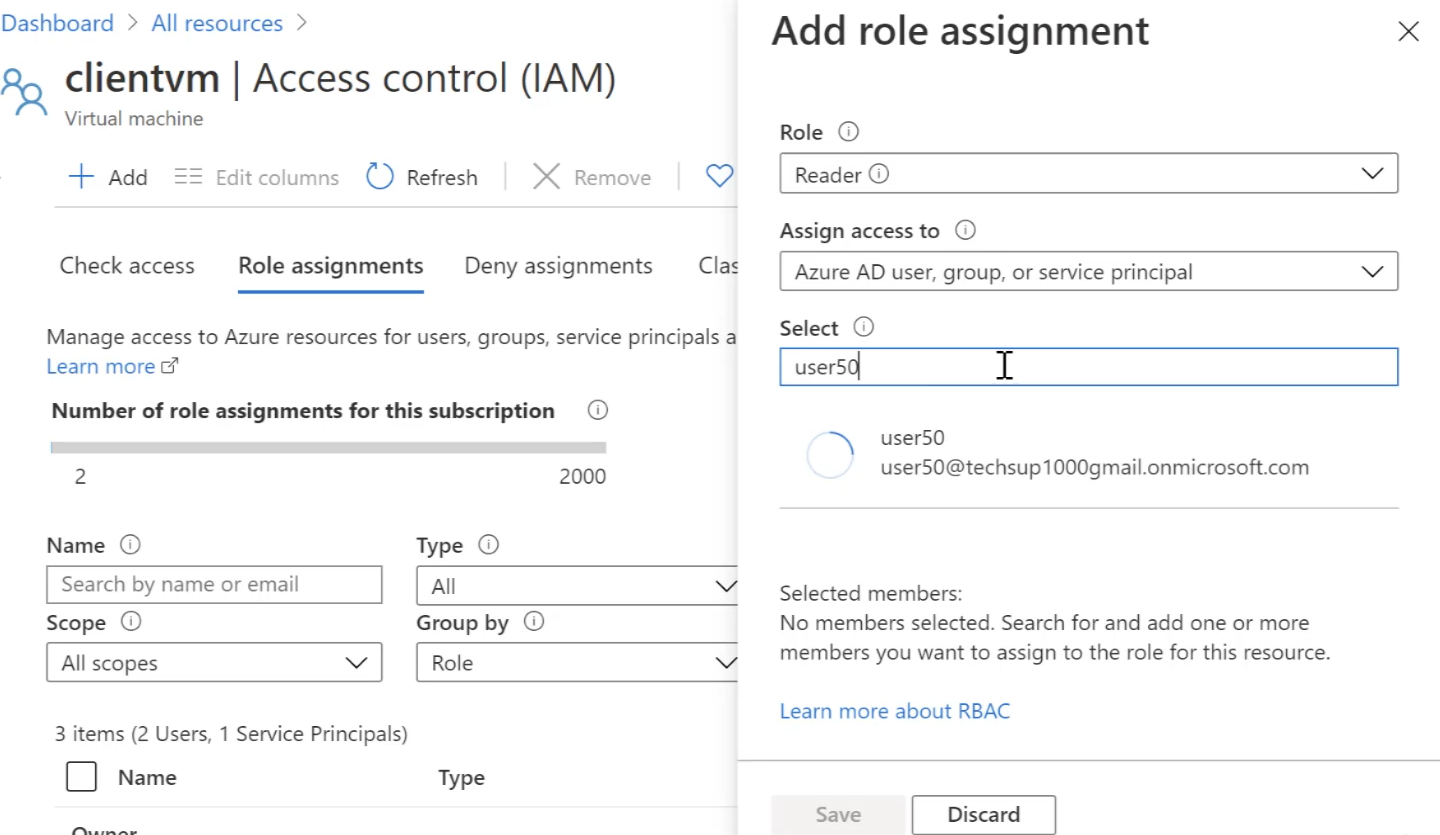 Dashboard > All resources >
clientvm | Access control (IAM)
Virtual machine
Add
Edit columns
Refresh
Remove
Check access
Role assignments
Deny assignments
Clas
Manage access to Azure resources for users, groups, service principals a
Learn more
Number of role assignments for this subscription
2
2000
Name
Type
Search by name or email
All
Scope
Group by
All scopes
Role
3 items (2 Users, 1 Service Principals)
Name
Type
Owner
Add role assignment
Role
Reader
Assign access to
Azure AD user, group, or service principal
Select
user50
user50
user50@techsup1000gmail.onmicrosoft.com
Selected members:
No members selected. Search for and add one or more
members you want to assign to the role for this resource.
Learn more about RBAC
Save
Discard